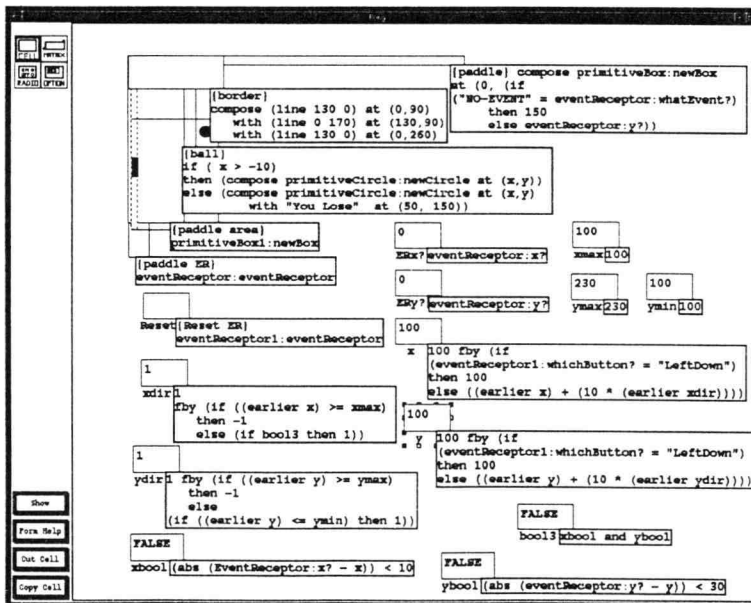 CELL MATRIX
RADIO OPTION
{border}
compose (line 130 0) at (0,90)
with (line 0 170) at (130,90)
with (line 130 0) at (0,260)
{paddle} compose primitiveBox:newBox
at (0, (if
("NO-EVENT" = eventReceptor:whatEvent?)
then 150
else eventReceptor:y?))
{ball}
if ( x > -10)
then (compose primitiveCircle:newCircle at (x,y))
else (compose primitiveCircle:newCircle at (x,y)
with "You Lose" at (50, 150))
{paddle area}
primitiveBox1:newBox
{paddle ER}
eventReceptor:eventReceptor
0
ERx? eventReceptor:x?
100
xmax 100
0
ERy? eventReceptor:y?
230
ymax 230
100
ymin 100
Reset {Reset ER}
eventReceptor1:eventReceptor
100
x 100 fby (if
(eventReceptor1:whichButton? = "LeftDown")
then 100
else ((earlier x) + (10 * (earlier xdir))))
1
xdir 1
fby (if ((earlier x) >= xmax)
then -1
else (if bool3 then 1))
100
y 100 fby (if
(eventReceptor1:whichButton? = "LeftDown")
then 100
else ((earlier y) + (10 * (earlier ydir))))
1
ydir 1 fby (if ((earlier y) >= ymax)
then -1
else
(if ((earlier y) <= ymin) then 1))
FALSE
bool3 xbool and ybool
FALSE
xbool (abs (EventReceptor:x? - x)) < 10
FALSE
ybool (abs (eventReceptor:y? - y)) < 30
Show
Form Help
Cut Cell
Copy Cell